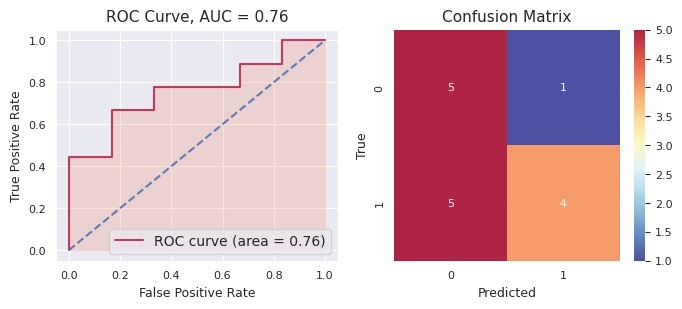 ROC Curve, AUC = 0.76
True Positive Rate
1.0
0.8
0.6
0.4
0.2
0.0
ROC curve (area = 0.76)
0.0 0.2 0.4 0.6 0.8 1.0
False Positive Rate
Confusion Matrix
True
0
1
5 1
5 4
0 1
Predicted
5.0
4.5
4.0
3.5
3.0
2.5
2.0
1.5
1.0